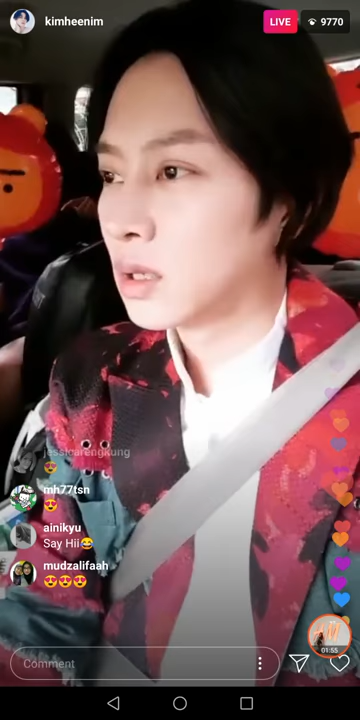 kimheenim
LIVE
9770
jessicarengkung
😍
mh77tsn
😍
ainikyu
Say Hii😂
mudzalifaah
😍😍😍
01:55
Comment